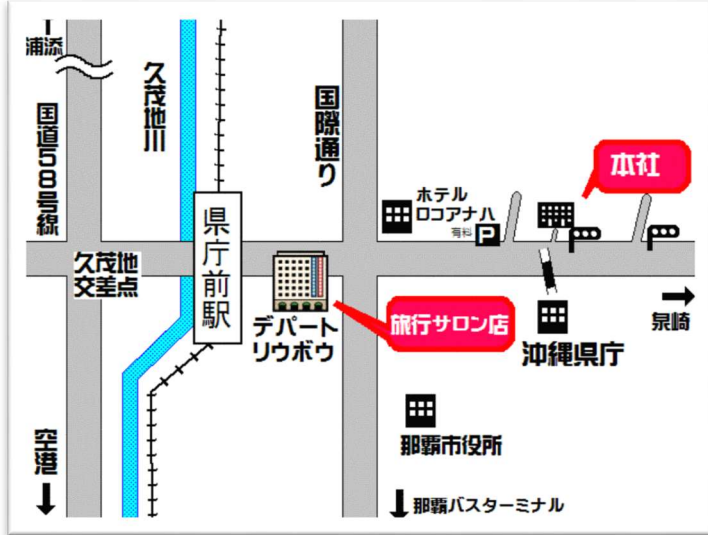 浦添
国道58号線
久茂地川
国際通り
本社
ホテル
ロコアナハ
有料
P
県庁前駅
久茂地
交差点
デパート
リウボウ
旅行サロン店
沖縄県庁
泉崎
那覇市役所
空港
那覇バスターミナル